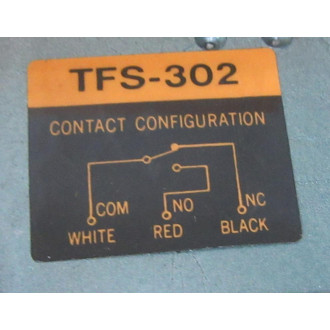 TFS-302
CONTACT CONFIGURATION
COM NO NC
WHITE RED BLACK